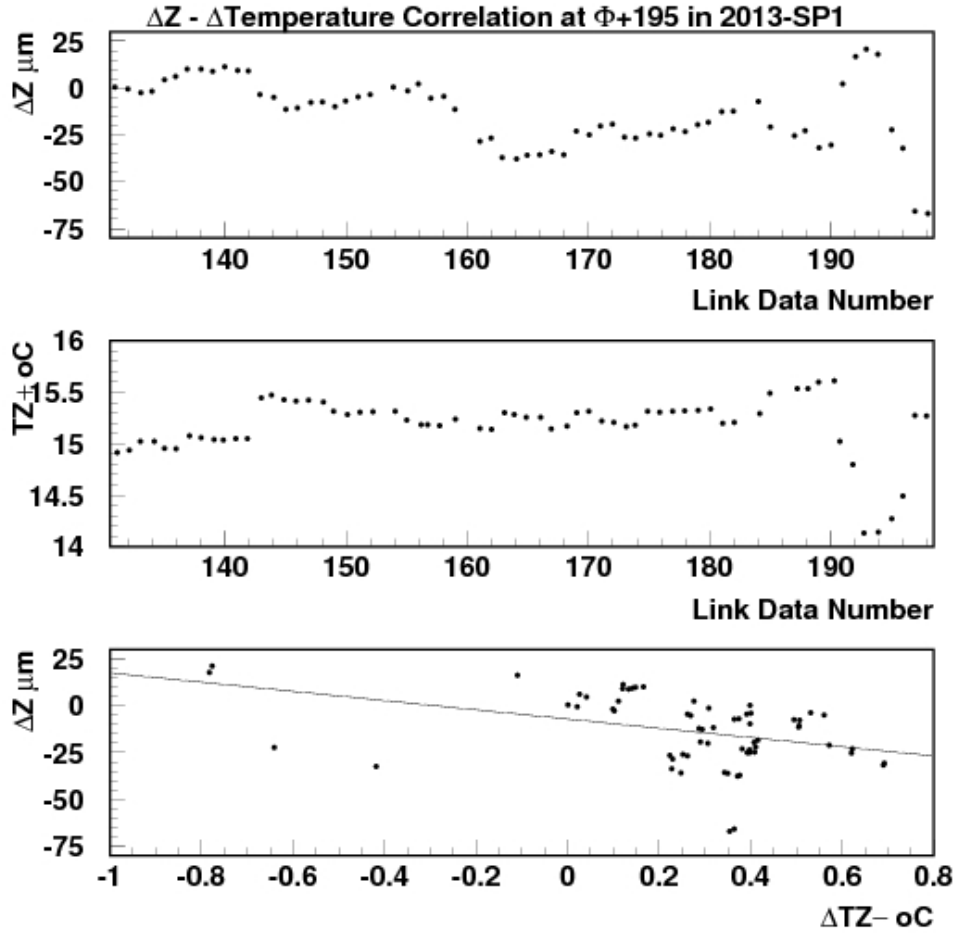 ΔZ - ΔTemperature Correlation at Φ+195 in 2013-SP1
ΔZ μm
25
0
-25
-50
-75
140 150 160 170 180 190
Link Data Number
TZ± oC
16
15.5
15
14.5
14
140 150 160 170 180 190
Link Data Number
ΔZ μm
25
0
-25
-50
-75
-1 -0.8 -0.6 -0.4 -0.2 0 0.2 0.4 0.6 0.8
ΔTZ− oC